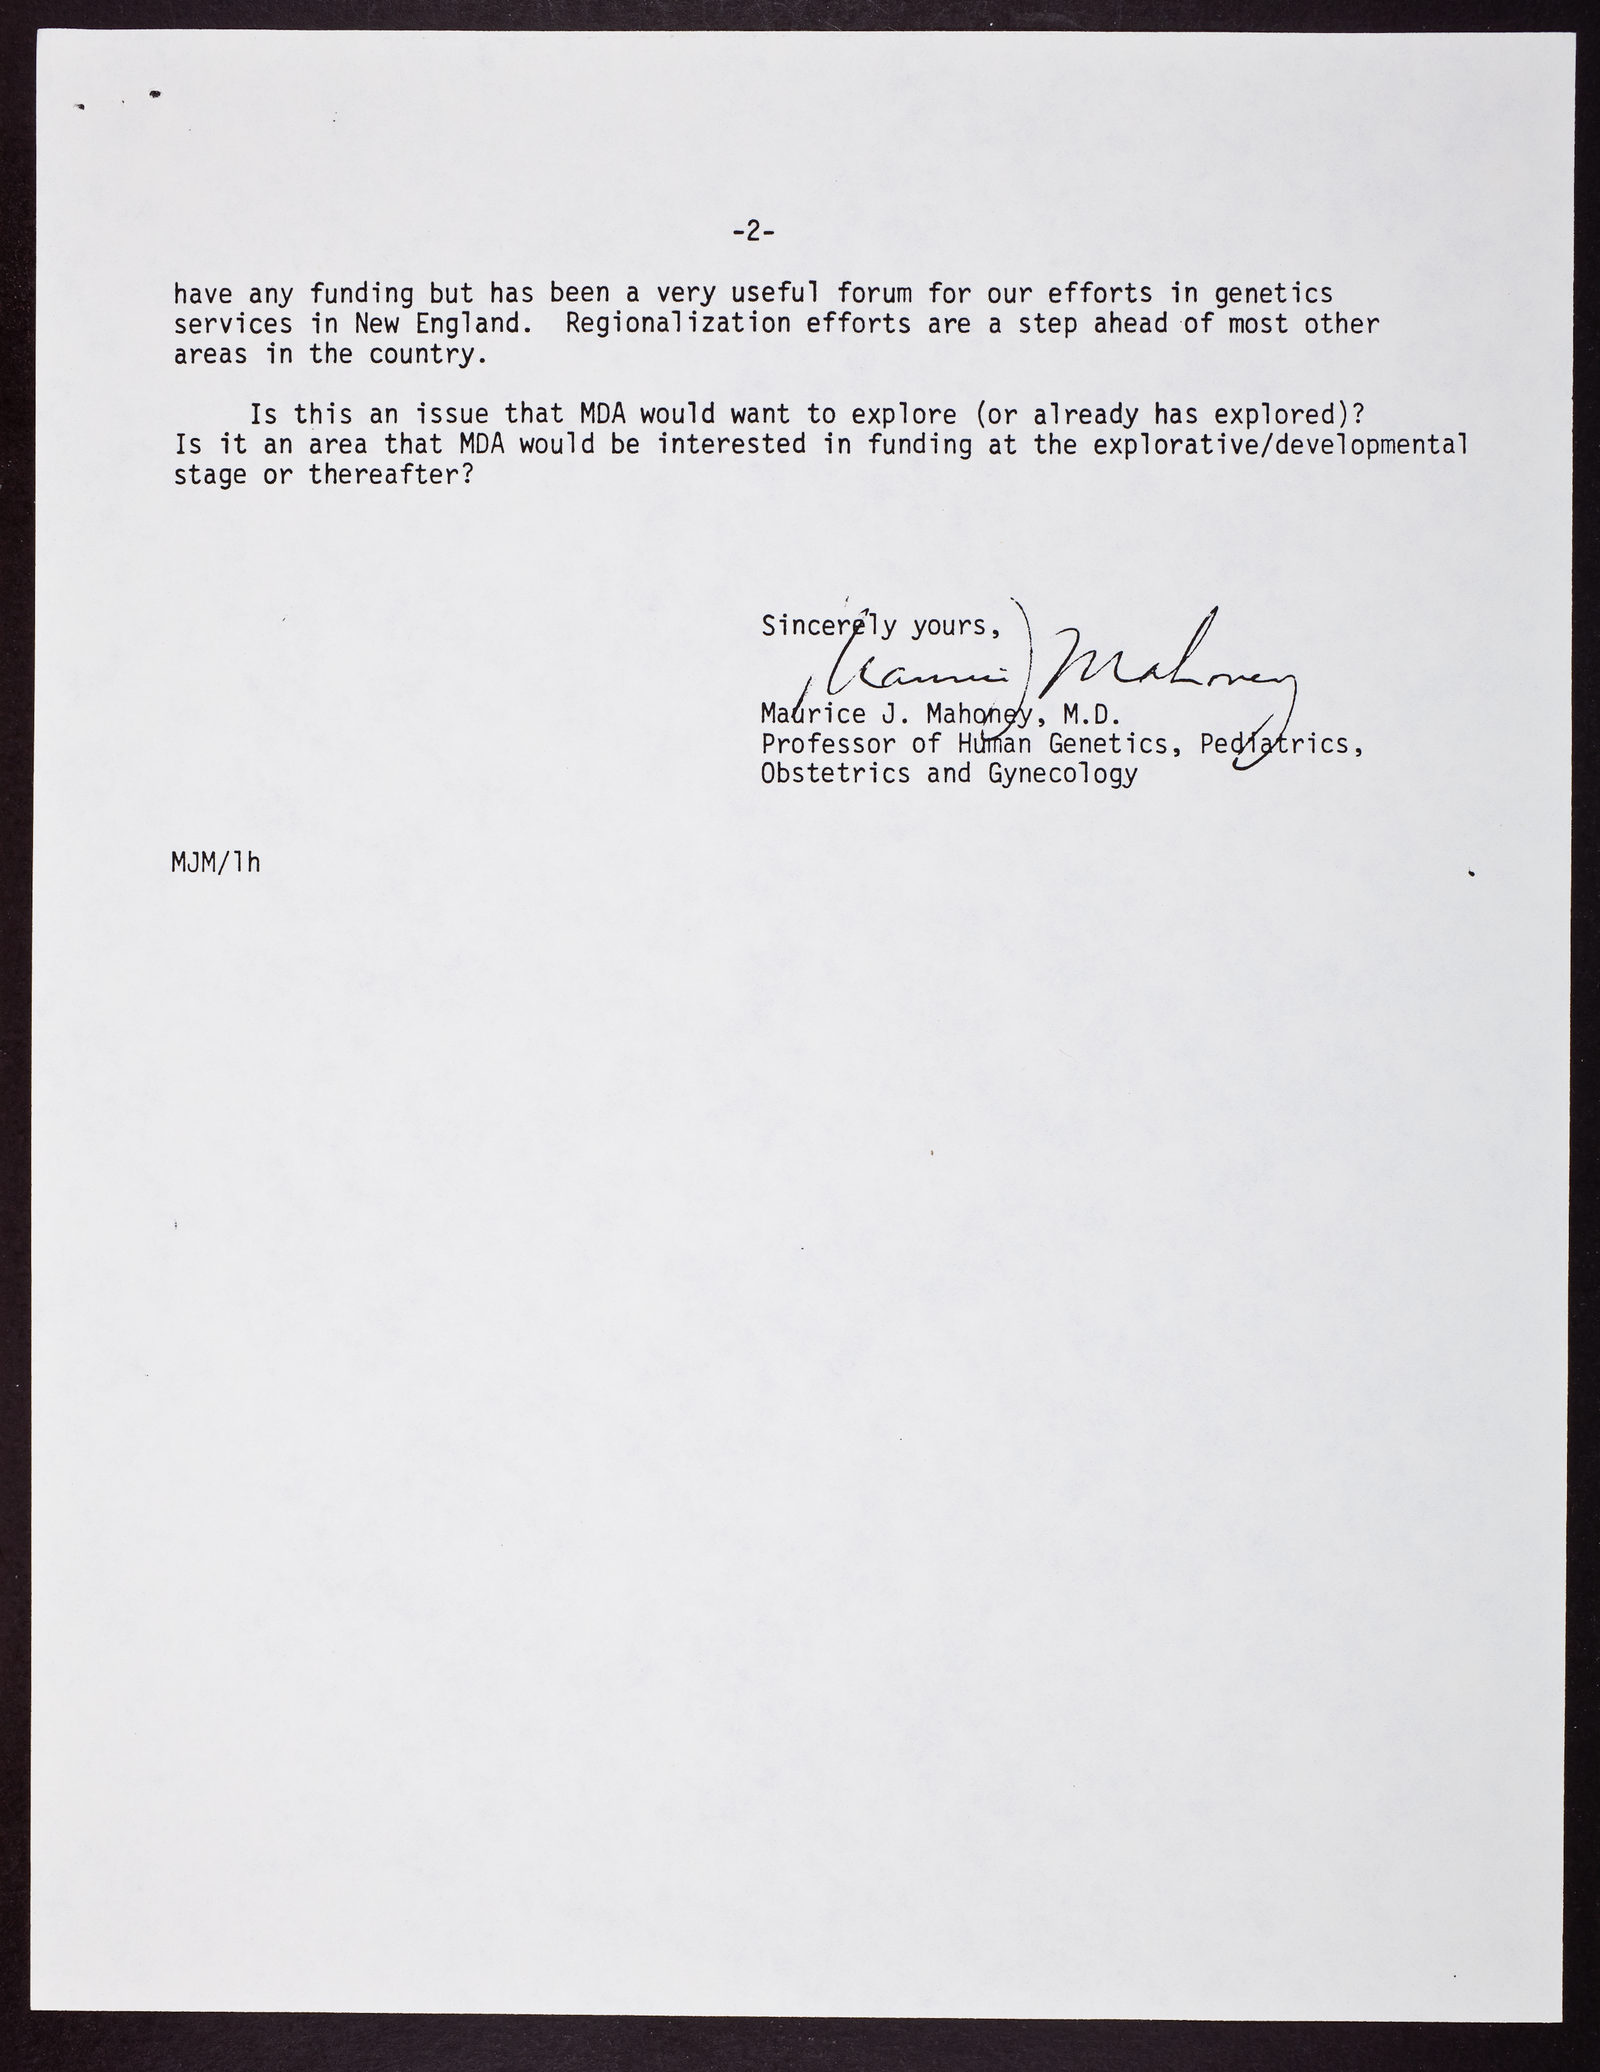 -2-
have any funding but has been a very useful forum for our efforts in genetics
services in New England.  Regionalization efforts are a step ahead of most other
areas in the country.
Is this an issue that MDA would want to explore (or already has explored)?
Is it an area that MDA would be interested in funding at the explorative/developmental
stage or thereafter?
Sincerely yours,
Mahoney
Maurice J. Mahoney, M.D.
Professor of Human Genetics, Pediatrics,
Obstetrics and Gynecology
MJM/lh